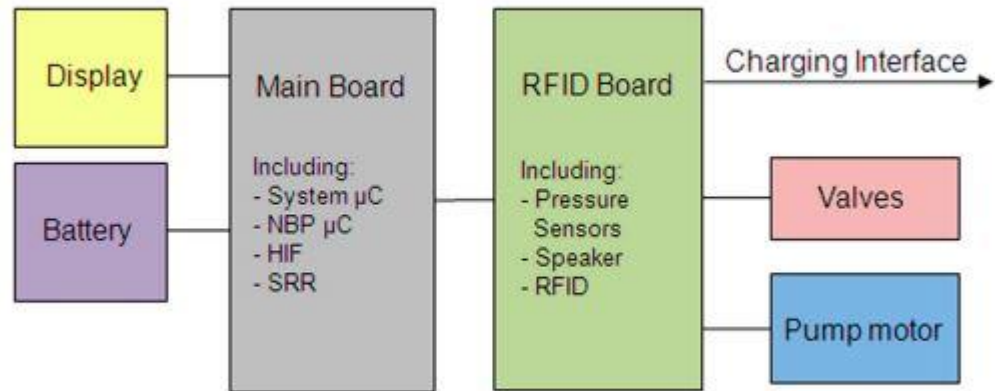 Display
Battery
Main Board
Including:
- System µC
- NBP µC
- HIF
- SRR
RFID Board
Including:
- Pressure
Sensors
- Speaker
- RFID
Charging Interface
Valves
Pump motor